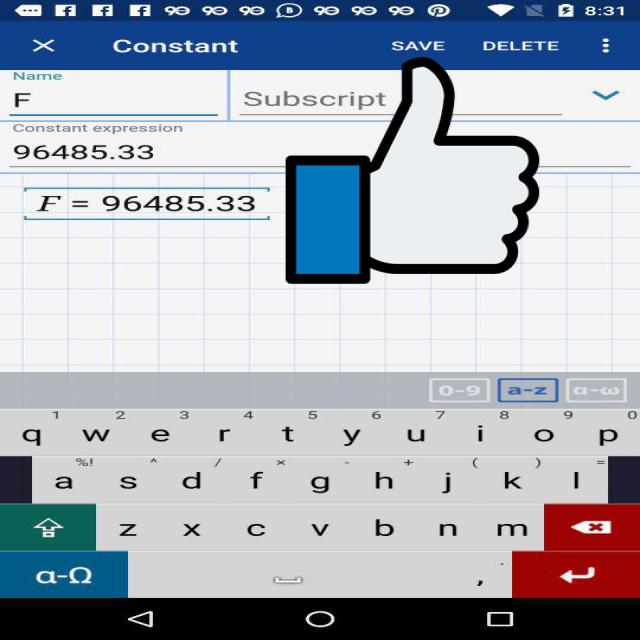 8:31
Constant SAVE DELETE
Name
F Subscript
Constant expression
96485.33
F = 96485.33
0-9 a-z α-ω
1 2 3 4 5 6 7 8 9 0
q w e r t y u i o p
%! ^ / × - + ( ) =
a s d f g h j k l
z x c v b n m
α-Ω , .